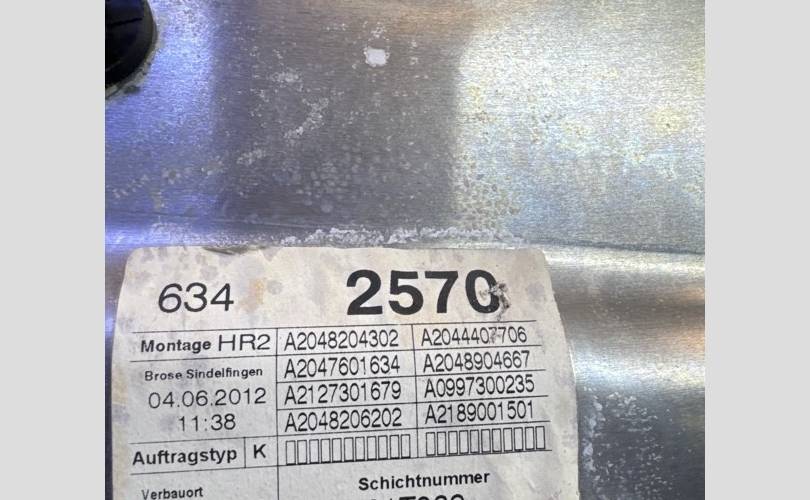 634 2570
Montage HR2 A2048204302 A2044407706
Brose Sindelfingen A2047601634 A2048904667
04.06.2012 A2127301679 A0997300235
11:38 A2048206202 A2189001501
Auftragstyp K
Verbauort Schichtnummer